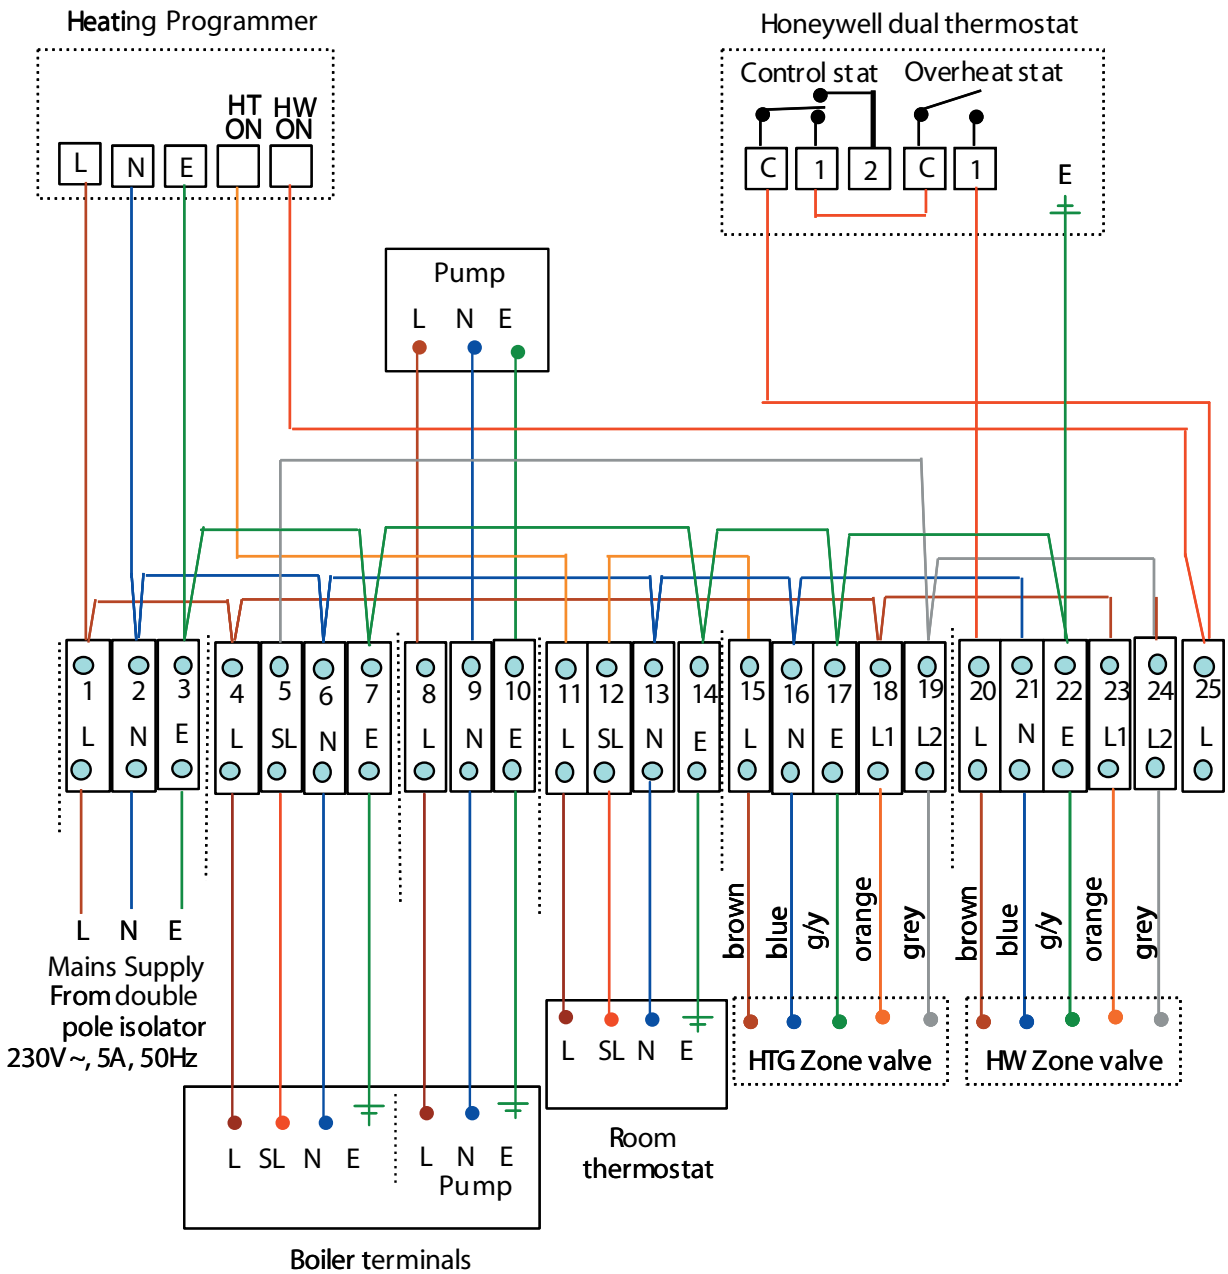 Heating Programmer
Honeywell dual thermostat
Control stat Overheat stat
HT HW
ON ON
L N E
C 1 2 C 1
E
Pump
L N E
1 2 3 4 5 6 7 8 9 10 11 12 13 14 15 16 17 18 19 20 21 22 23 24 25
L N E L SL N E L N E L SL N E L N E L1 L2 L N E L1 L2 L
brown blue g/y orange grey brown blue g/y orange grey
L N E
Mains Supply
From double
pole isolator
230V ~, 5A, 50Hz
L SL N E
HTG Zone valve
HW Zone valve
Room
thermostat
L SL N E L N E
Pump
Boiler terminals